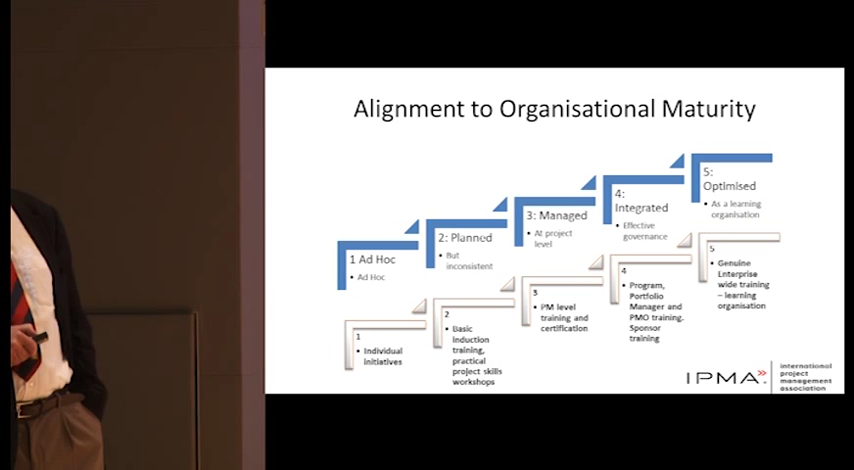 Alignment to Organisational Maturity
1 Ad Hoc
• Ad Hoc
2: Planned
• But
inconsistent
3: Managed
• At project
level
4:
Integrated
• Effective
governance
5:
Optimised
• As a learning
organisation
1
• Individual
initiatives
2
• Basic
Induction
training,
practical
project skills
workshops
3
• PM level
training and
certification
4
• Program,
Portfolio
Manager and
PMO training.
Sponsor
training
5
• Genuine
Enterprise
wide training
– learning
organisation
IPMA
international
project
management
association